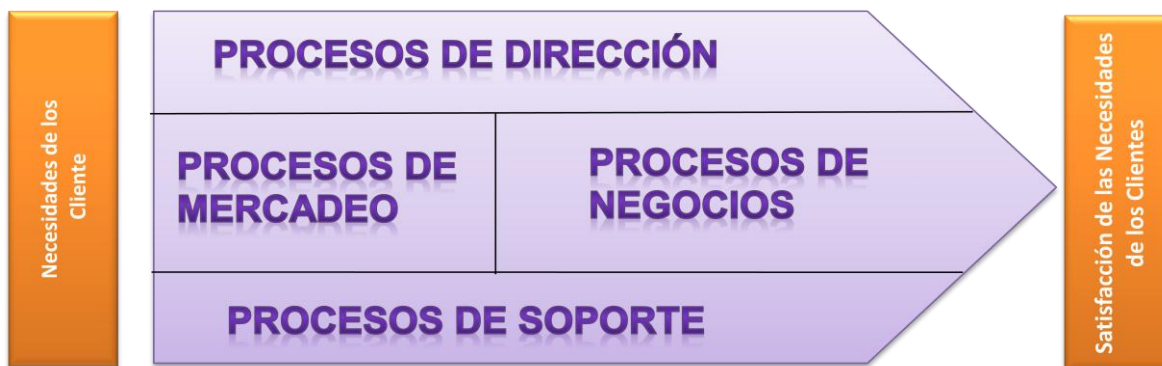 Necesidades de los
Cliente
PROCESOS DE DIRECCIÓN
PROCESOS DE
MERCADEO
PROCESOS DE
NEGOCIOS
PROCESOS DE SOPORTE
Satisfacción de las Necesidades
de los Clientes